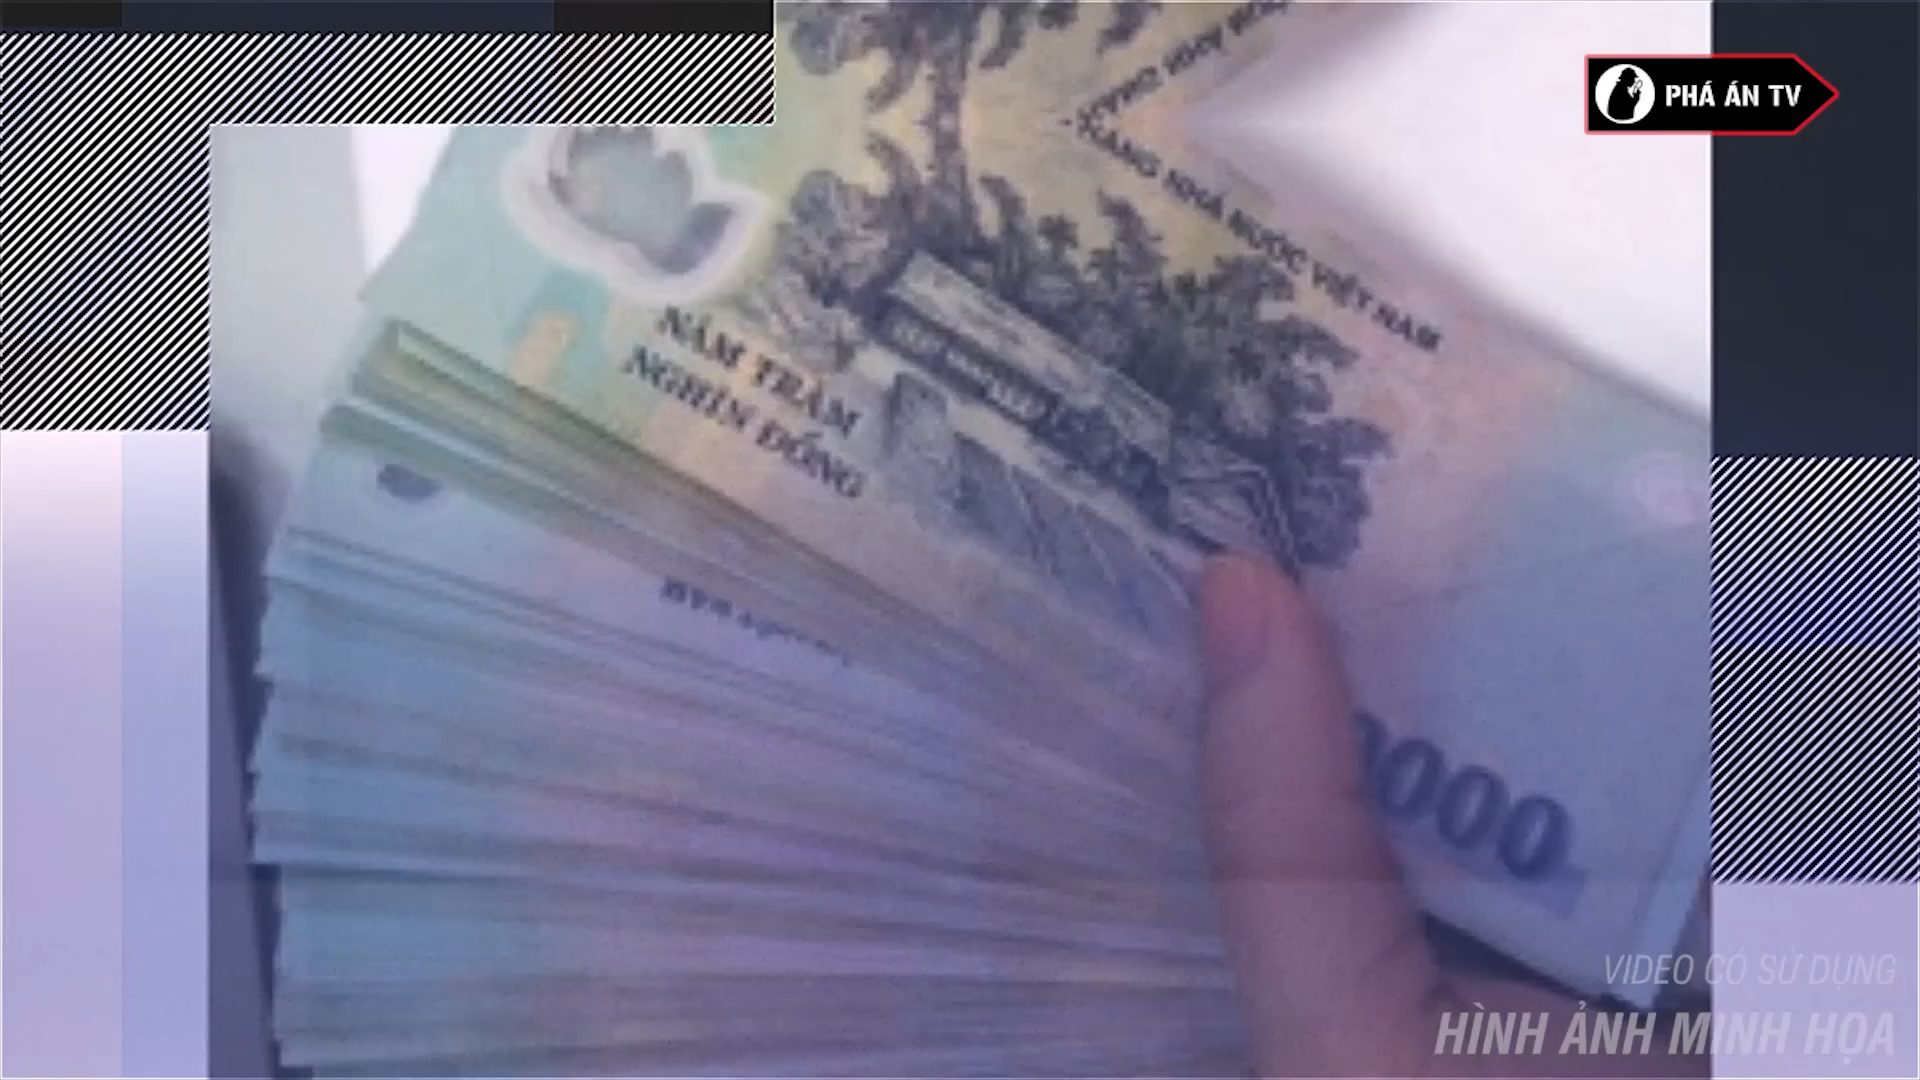 PHÁ ÁN TV
HÀNG NHÀ NƯỚC VIỆT NAM
NĂM TRĂM
NGHÌN ĐỒNG
000
VIDEO CÓ SỬ DỤNG
HÌNH ẢNH MINH HỌA